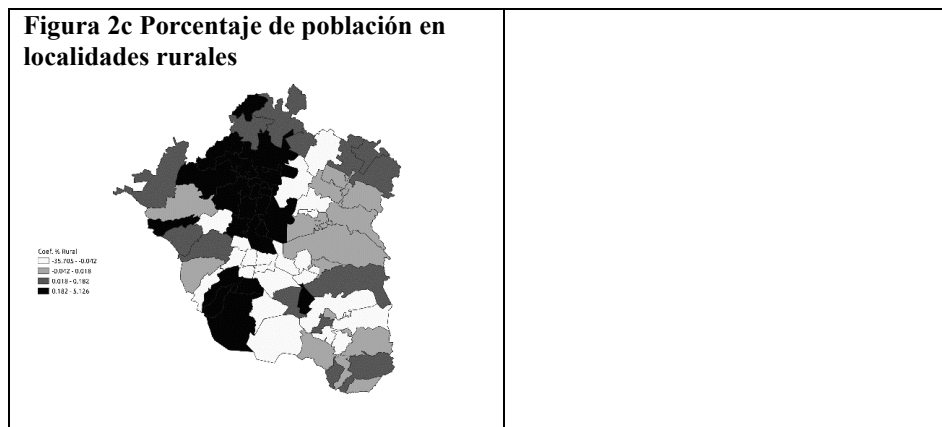 Figura 2c Porcentaje de población en
localidades rurales
Coef. % Rural
-35.705 - -0.042
-0.042 - 0.018
0.018 - 0.182
0.182 - 5.126